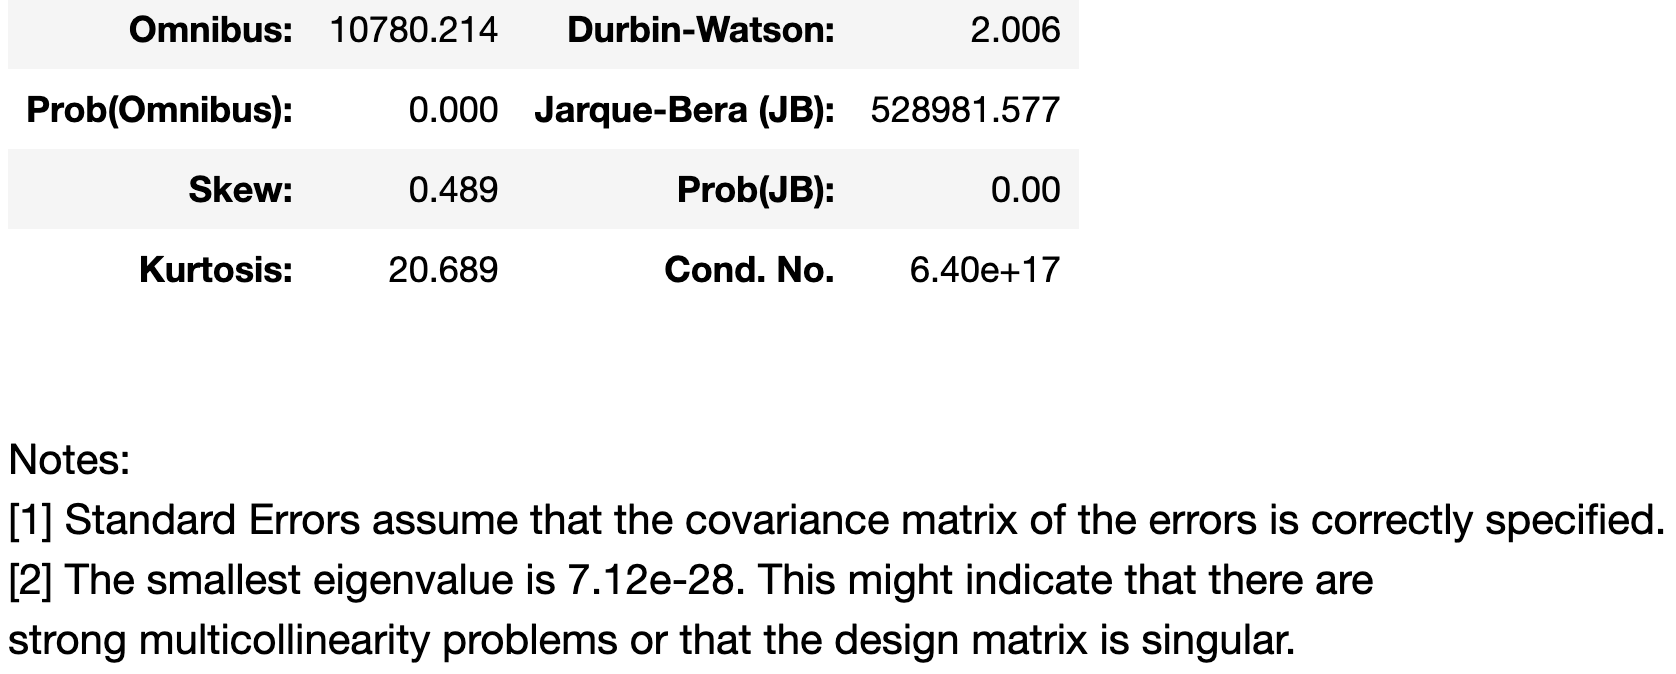 Omnibus: 10780.214 Durbin-Watson: 2.006
Prob(Omnibus): 0.000 Jarque-Bera (JB): 528981.577
Skew: 0.489 Prob(JB): 0.00
Kurtosis: 20.689 Cond. No. 6.40e+17
Notes:
[1] Standard Errors assume that the covariance matrix of the errors is correctly specified.
[2] The smallest eigenvalue is 7.12e-28. This might indicate that there are
strong multicollinearity problems or that the design matrix is singular.